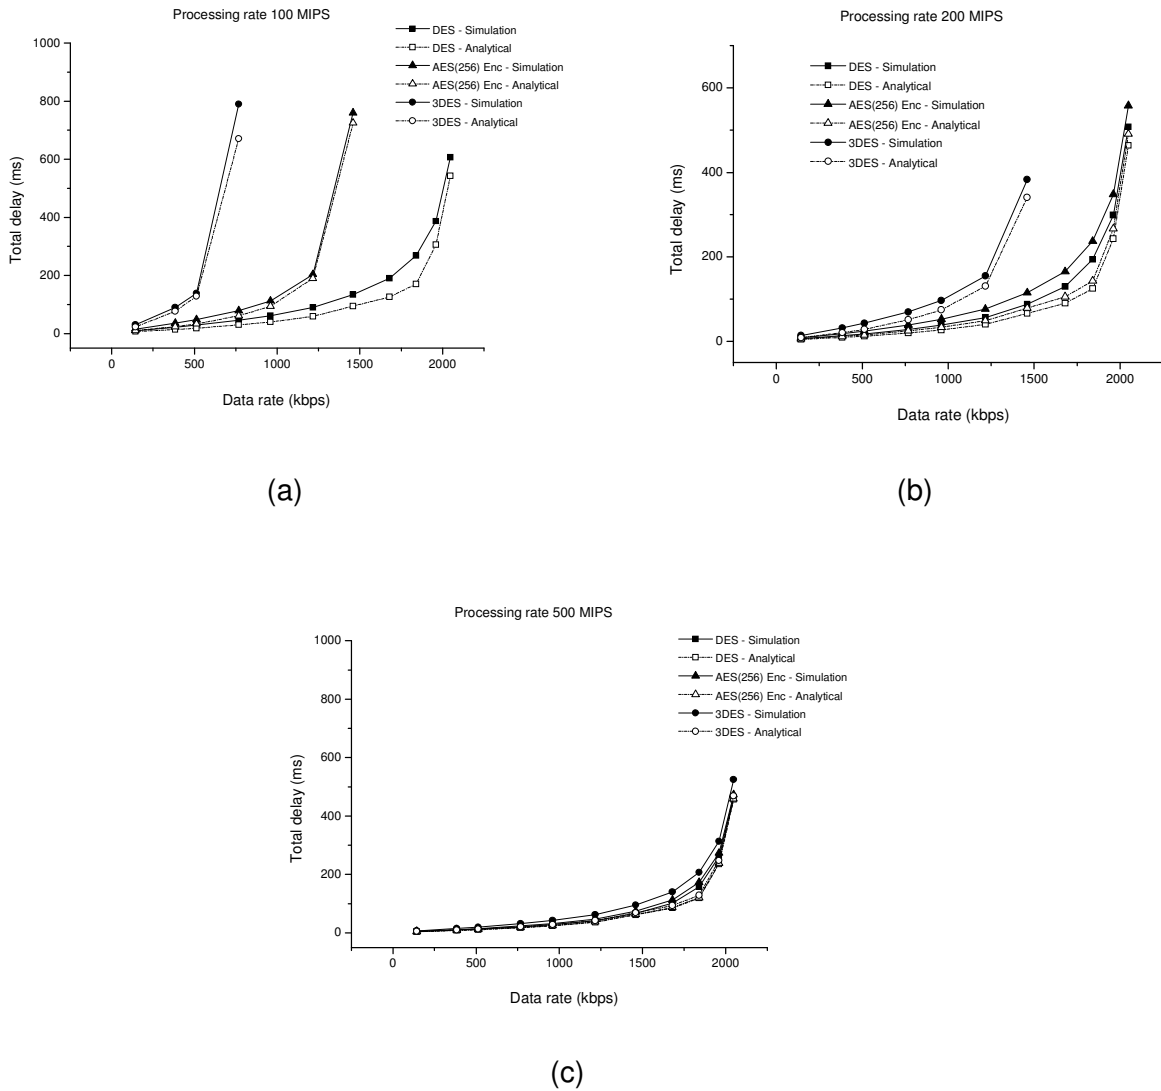 Processing rate 100 MIPS
1000
800
600
400
200
0
Total delay (ms)
0 500 1000 1500 2000
Data rate (kbps)
DES - Simulation
DES - Analytical
AES(256) Enc - Simulation
AES(256) Enc - Analytical
3DES - Simulation
3DES - Analytical
(a)
Processing rate 200 MIPS
600
400
200
0
Total delay (ms)
0 500 1000 1500 2000
Data rate (kbps)
DES - Simulation
DES - Analytical
AES(256) Enc - Simulation
AES(256) Enc - Analytical
3DES - Simulation
3DES - Analytical
(b)
Processing rate 500 MIPS
1000
800
600
400
200
0
Total delay (ms)
0 500 1000 1500 2000
Data rate (kbps)
DES - Simulation
DES - Analytical
AES(256) Enc - Simulation
AES(256) Enc - Analytical
3DES - Simulation
3DES - Analytical
(c)